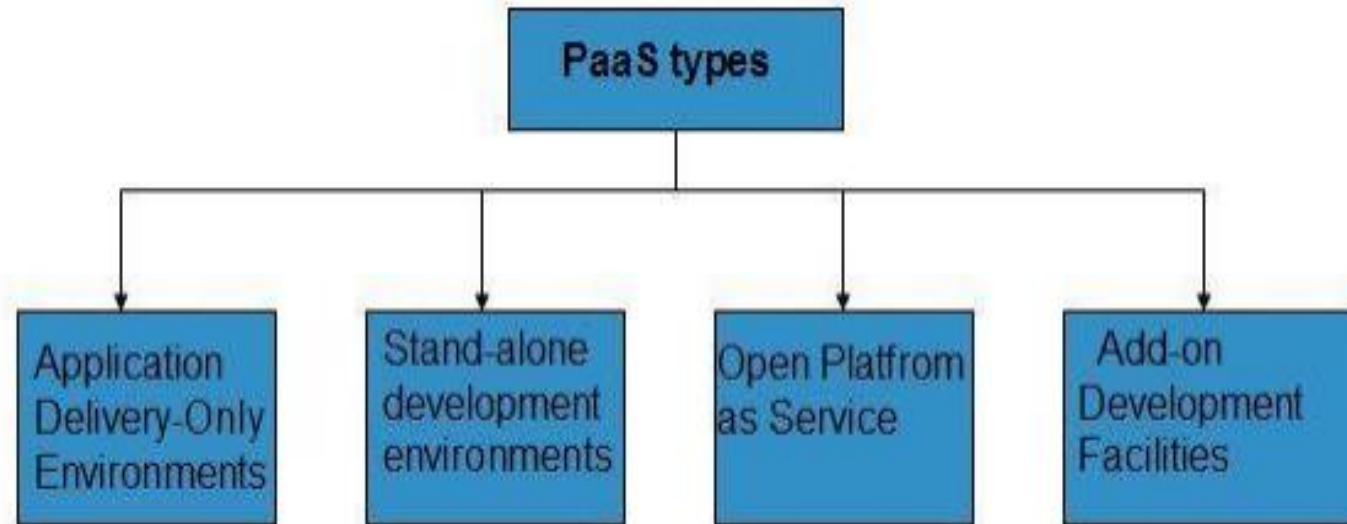 PaaS types
Application
Delivery-Only
Environments
Stand-alone
development
environments
Open Platfrom
as Service
Add-on
Development
Facilities